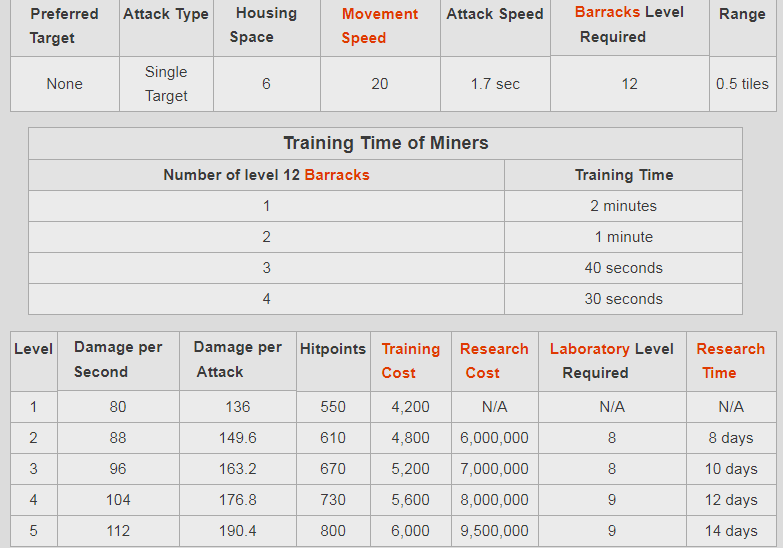 Preferred Target Attack Type Housing Space Movement Speed Attack Speed Barracks Level Required Range
None Single Target 6 20 1.7 sec 12 0.5 tiles
Training Time of Miners
Number of level 12 Barracks Training Time
1 2 minutes
2 1 minute
3 40 seconds
4 30 seconds
Level Damage per Second Damage per Attack Hitpoints Training Cost Research Cost Laboratory Level Required Research Time
1 80 136 550 4,200 N/A N/A N/A
2 88 149.6 610 4,800 6,000,000 8 8 days
3 96 163.2 670 5,200 7,000,000 8 10 days
4 104 176.8 730 5,600 8,000,000 9 12 days
5 112 190.4 800 6,000 9,500,000 9 14 days